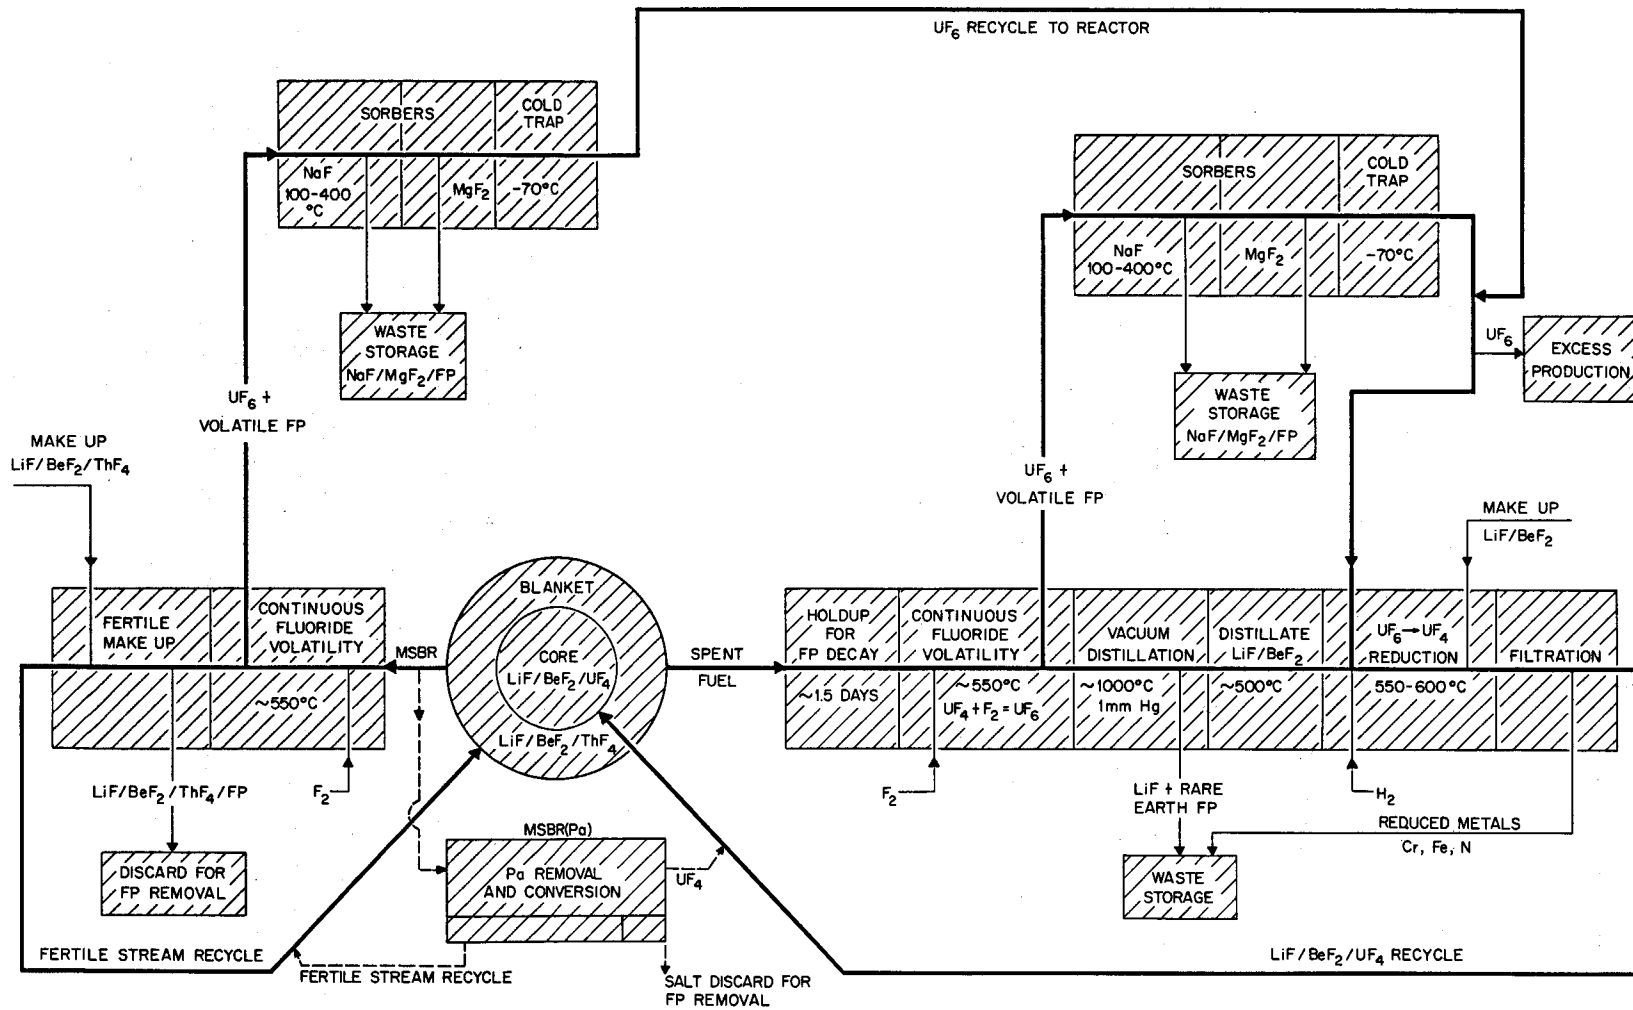 UF₆ RECYCLE TO REACTOR
SORBERS
COLD
TRAP
NaF
100-400
°C
MgF₂
-70°C
WASTE
STORAGE
NaF/MgF₂/FP
UF₆ +
VOLATILE FP
MAKE UP
LiF/BeF₂/ThF₄
FERTILE
MAKE UP
CONTINUOUS
FLUORIDE
VOLATILITY
~550°C
MSBR
LiF/BeF₂/ThF₄/FP
F₂
DISCARD FOR
FP REMOVAL
FERTILE STREAM RECYCLE
BLANKET
CORE
LiF/BeF₂/UF₄
LiF/BeF₂/ThF₄
MSBR(Pa)
Pa REMOVAL
AND CONVERSION
UF₄
FERTILE STREAM RECYCLE
SALT DISCARD FOR
FP REMOVAL
SORBERS
COLD
TRAP
NaF
100-400°C
MgF₂
-70°C
WASTE
STORAGE
NaF/MgF₂/FP
UF₆
EXCESS
PRODUCTION
UF₆ +
VOLATILE FP
MAKE UP
LiF/BeF₂
SPENT
FUEL
HOLDUP
FOR
FP DECAY
~1.5 DAYS
CONTINUOUS
FLUORIDE
VOLATILITY
~550°C
UF₄ + F₂ = UF₆
VACUUM
DISTILLATION
~1000°C
1mm Hg
DISTILLATE
LiF/BeF₂
~500°C
UF₆→UF₄
REDUCTION
550-600°C
FILTRATION
F₂
LiF + RARE
EARTH FP
H₂
REDUCED METALS
Cr, Fe, N
WASTE
STORAGE
LiF/BeF₂/UF₄ RECYCLE